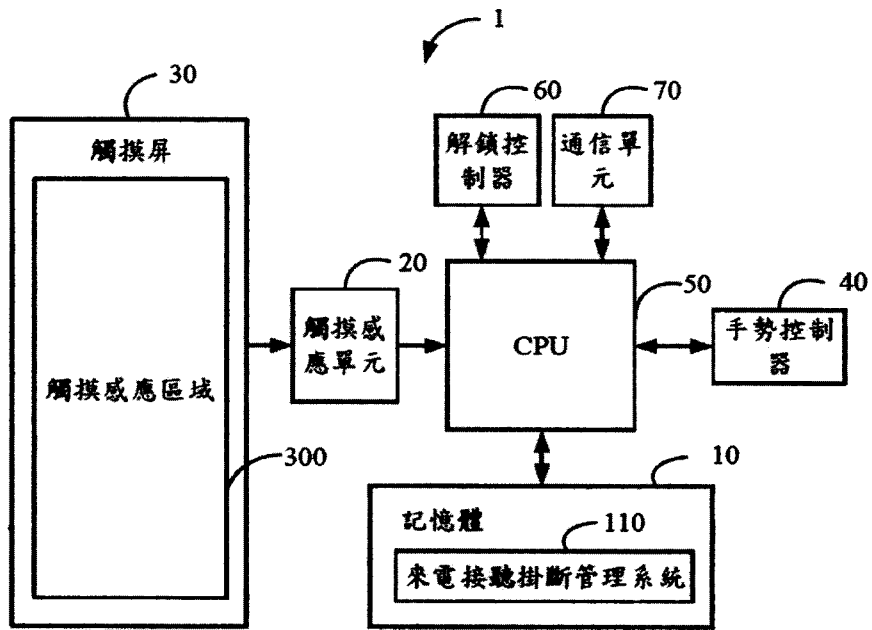 1
30
觸摸屏
觸摸感應區域
300
20
觸摸感
應單元
60
解鎖控
制器
70
通信單
元
CPU
50
40
手勢控制
器
10
記憶體
110
來電接聽掛斷管理系統